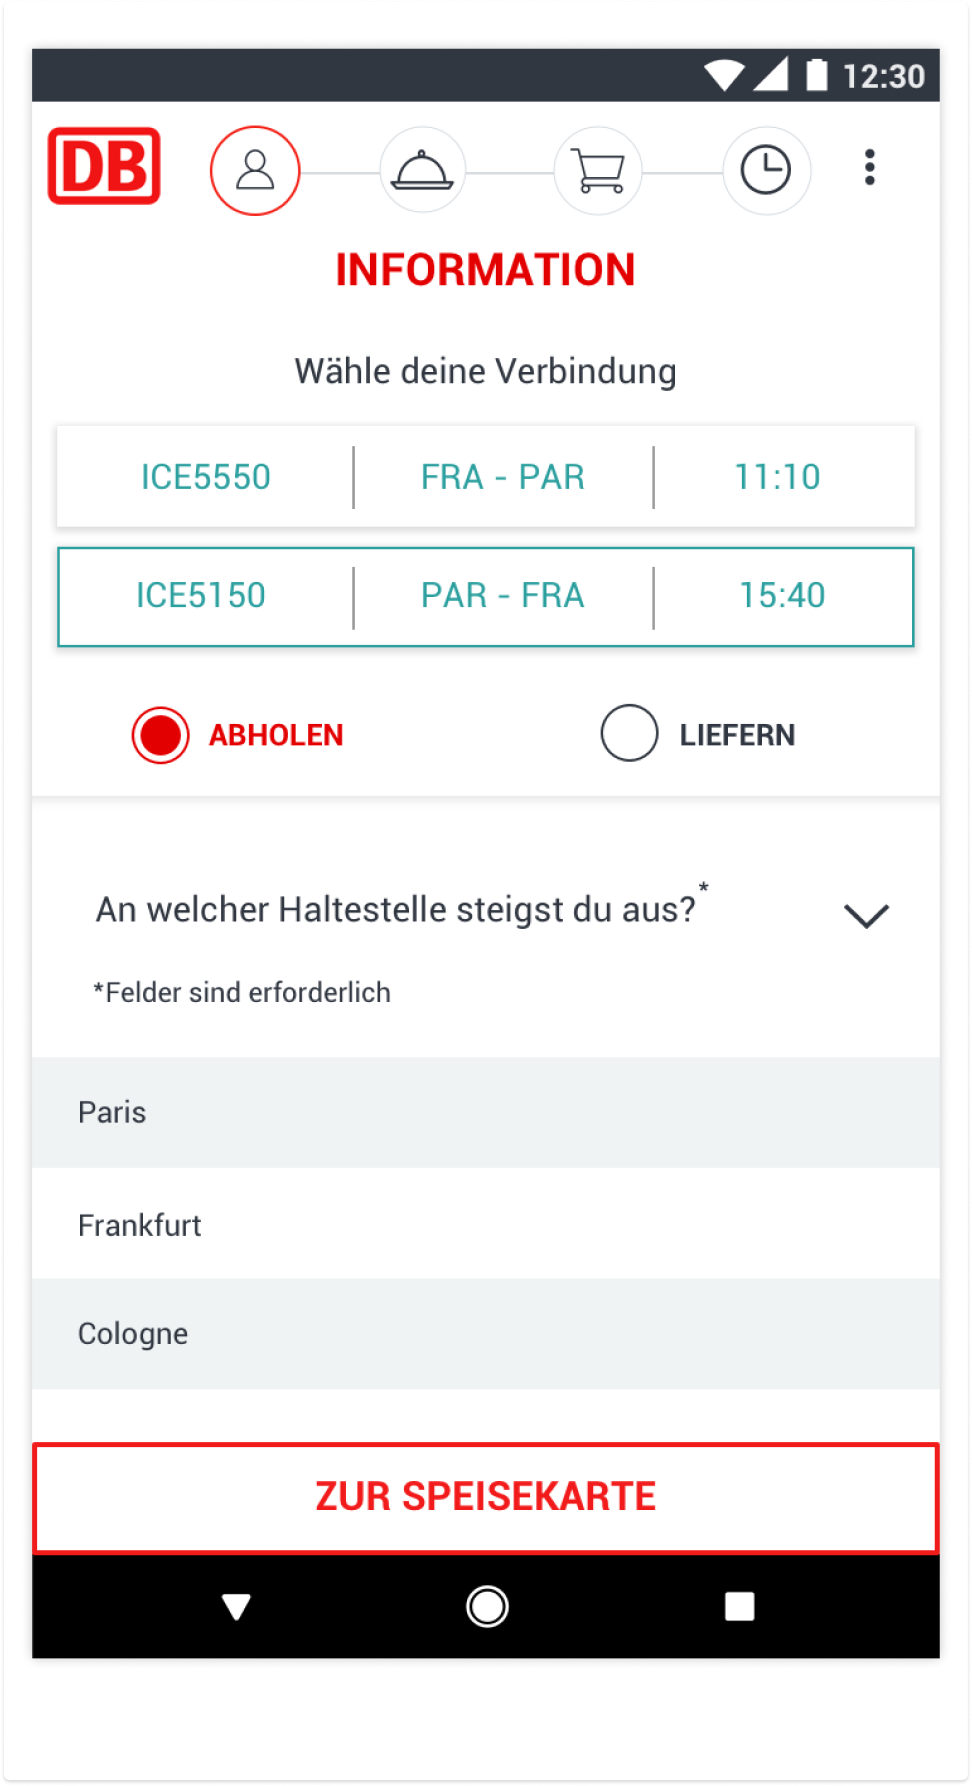 12:30
DB
INFORMATION
Wähle deine Verbindung
ICE5550 FRA - PAR 11:10
ICE5150 PAR - FRA 15:40
ABHOLEN LIEFERN
An welcher Haltestelle steigst du aus?*
*Felder sind erforderlich
Paris
Frankfurt
Cologne
ZUR SPEISEKARTE